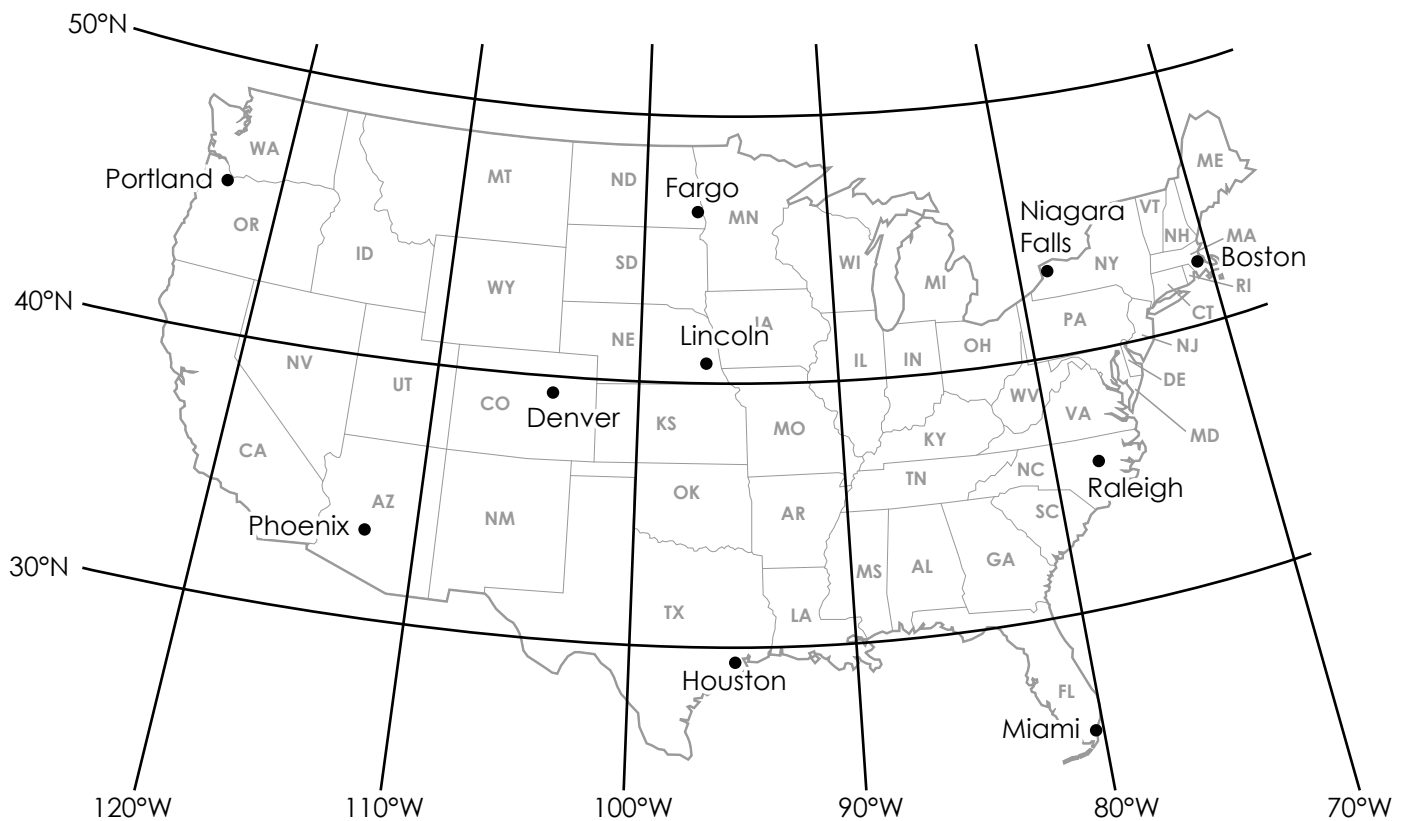 50°N
WA
ME
Portland
MT
ND
Fargo
MN
VT
Niagara
Falls
OR
NH
MA
ID
SD
WI
NY
Boston
MI
WY
RI
40°N
CT
PA
IA
NE
Lincoln
NJ
OH
NV
IL
IN
UT
DE
CO
WV
Denver
VA
KS
MO
MD
KY
CA
NC
TN
OK
Raleigh
AZ
AR
SC
NM
Phoenix
GA
30°N
AL
MS
TX
LA
Houston
FL
Miami
120°W
110°W
100°W
90°W
80°W
70°W